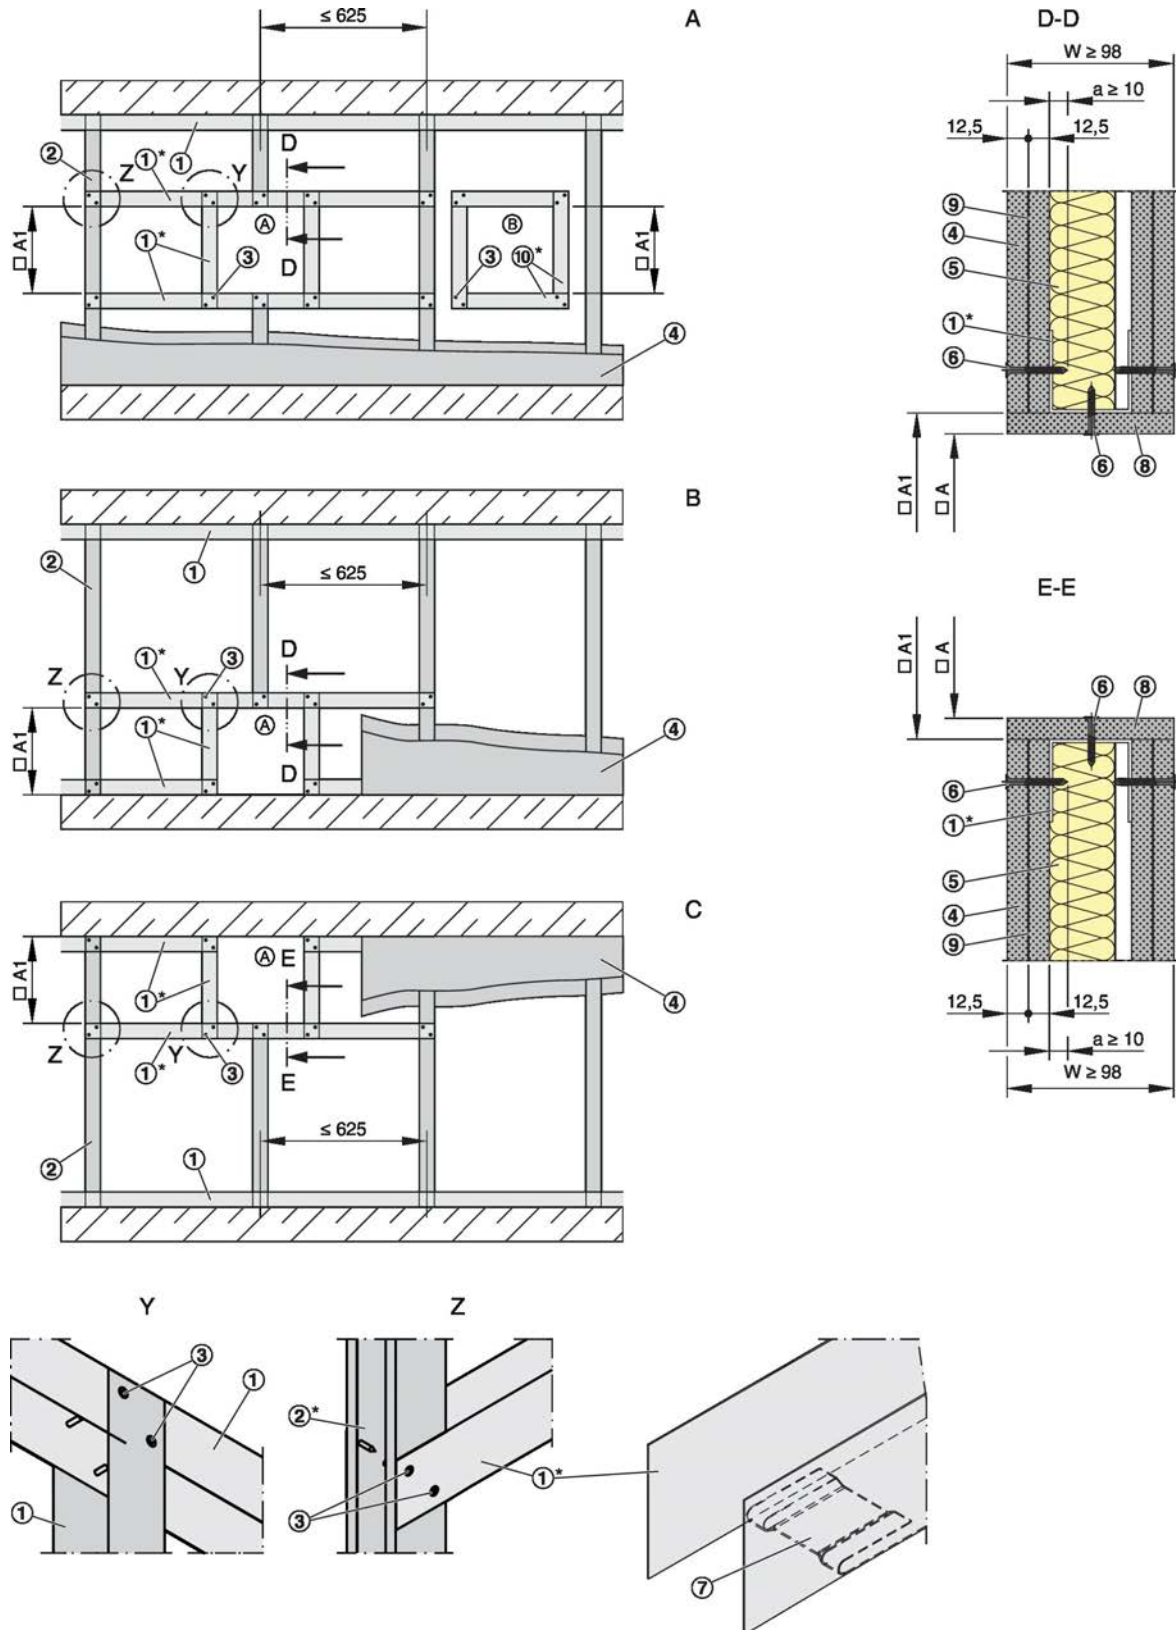 ≤ 625
A
② Z ①* ① Y D
Ⓐ Ⓑ
□ A1 ①* ③ D ③ ⑩* □ A1
④
B
①
②
≤ 625
①* ③ D
Z Y
Ⓐ
□ A1 ①* ④
D
C
Ⓐ E
□ A1 ①* ④
Z ①* Y ③
E
≤ 625
② ①
D-D
W ≥ 98
a ≥ 10
12,5 12,5
⑨
④
⑤
①*
⑥
⑥ ⑧
□ A1 □ A
E-E
□ A1 □ A
⑥ ⑧
⑥
①*
⑤
④
⑨
12,5 12,5
a ≥ 10
W ≥ 98
Y
③
①
①
Z
②*
①*
③
⑦